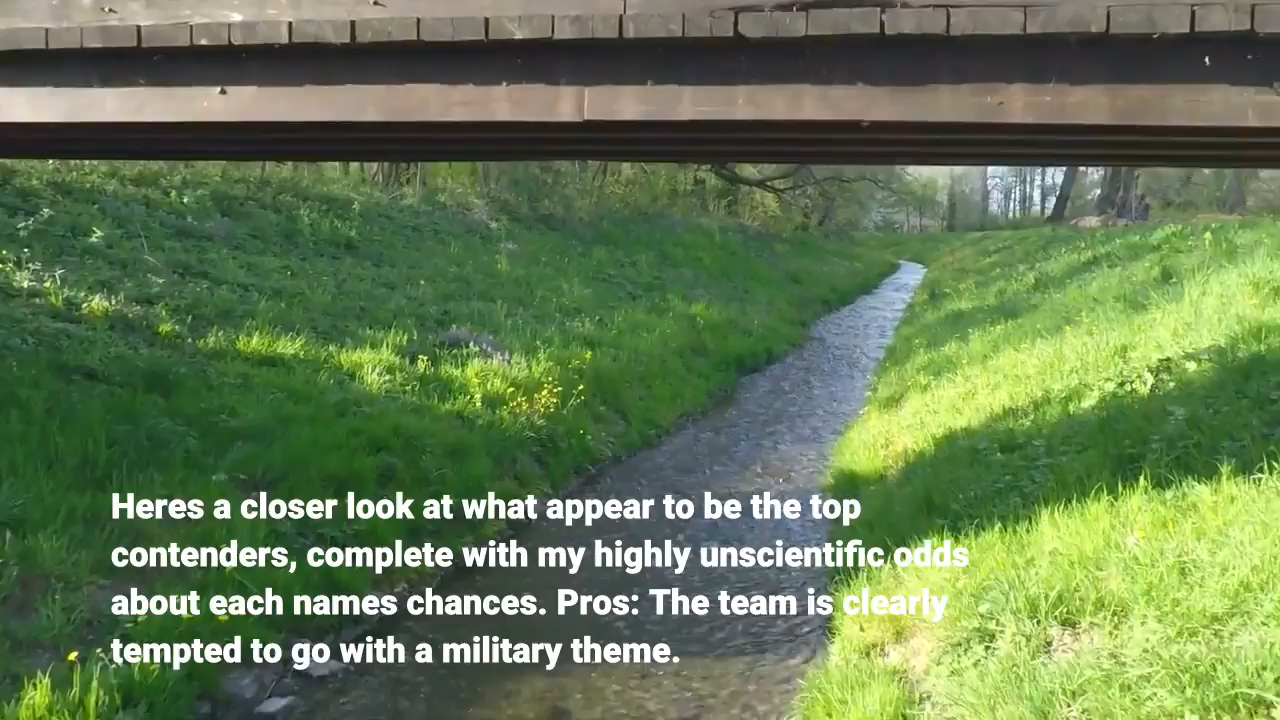 Heres a closer look at what appear to be the top
contenders, complete with my highly unscientific odds
about each names chances. Pros: The team is clearly
tempted to go with a military theme.